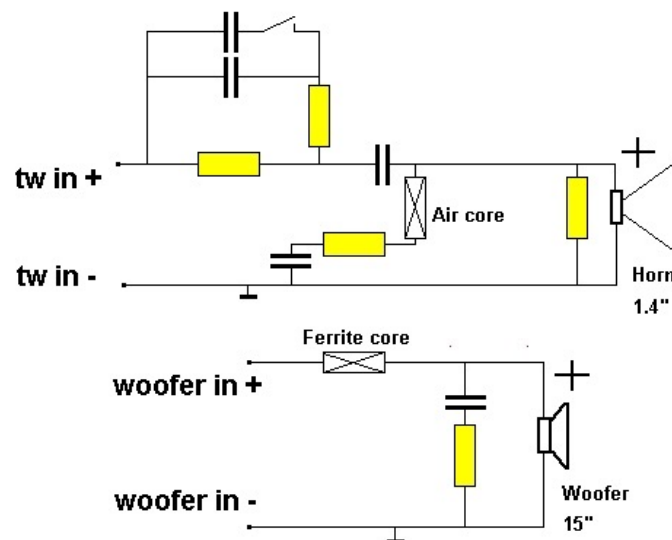 tw in +
Air core
tw in -
Horn
1.4"
Ferrite core
woofer in +
woofer in -
Woofer
15"